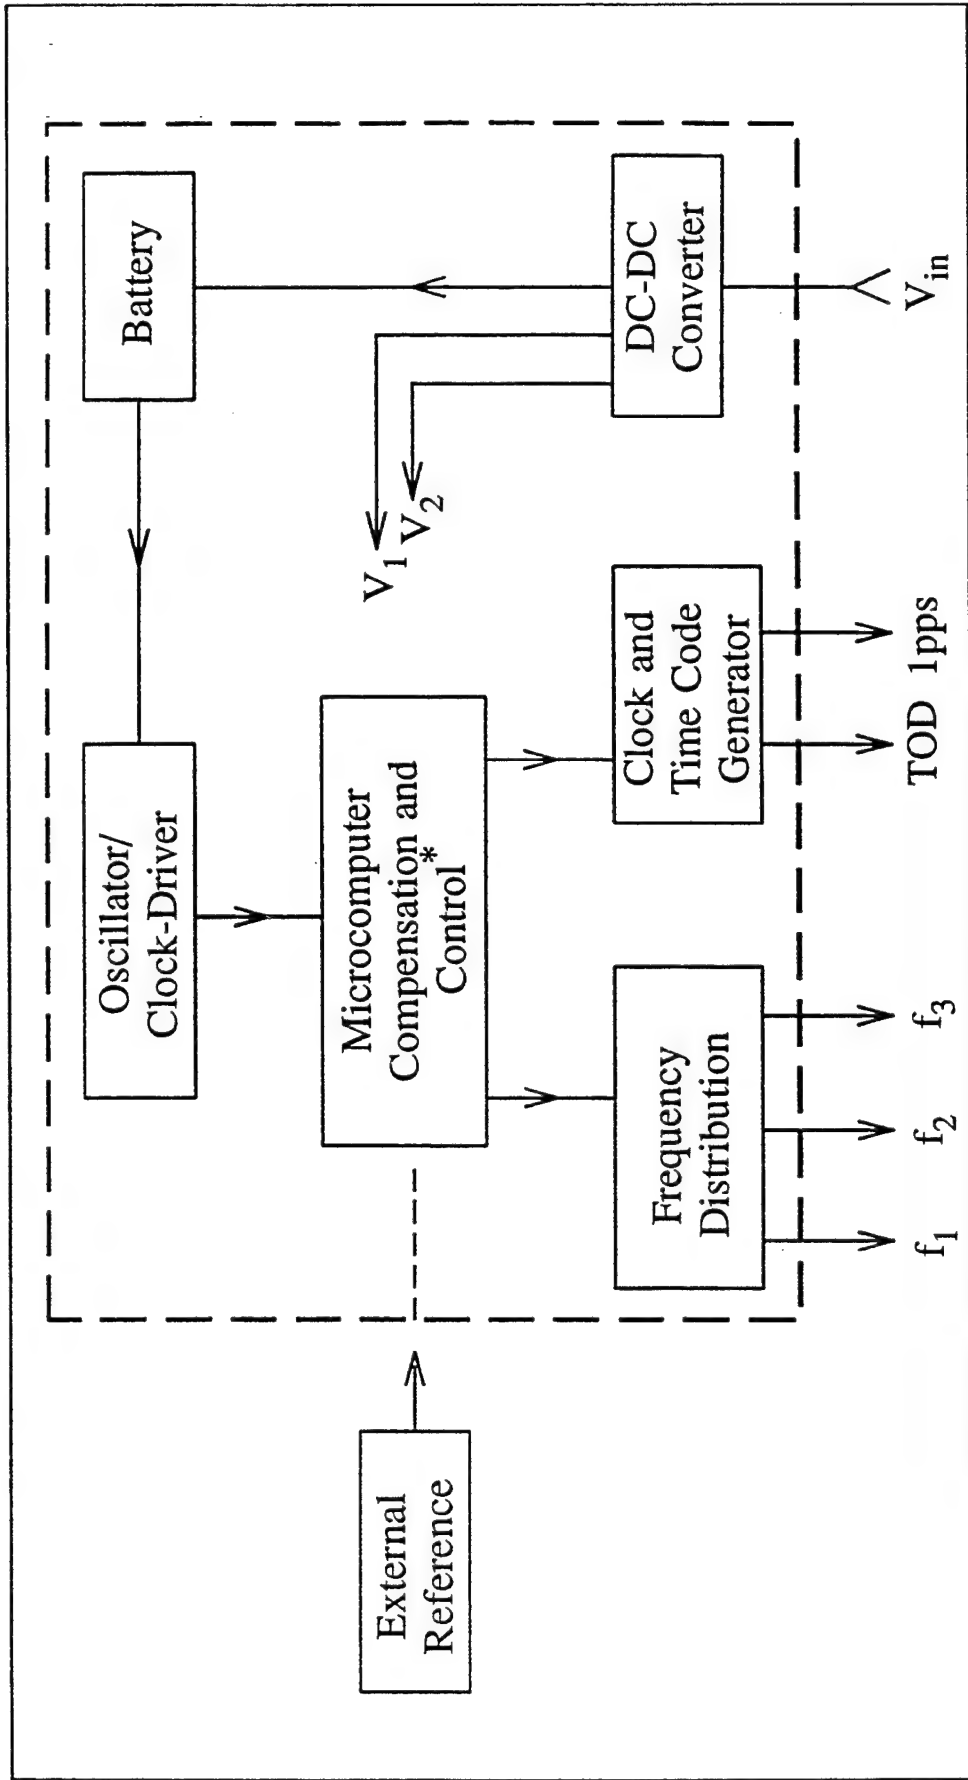 Oscillator/
Clock-Driver
Battery
External
Reference
Microcomputer
Compensation and
Control*
V1
V2
Frequency
Distribution
Clock and
Time Code
Generator
DC-DC
Converter
f1
f2
f3
TOD
1pps
Vin